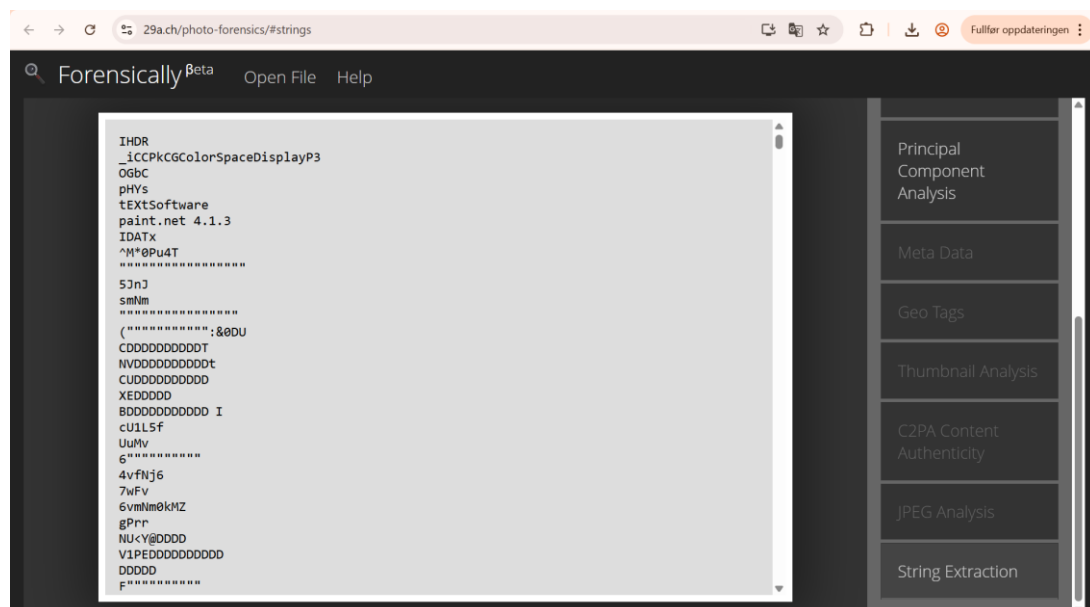 29a.ch/photo-forensics/#strings
Fullfør oppdateringen
Forensically βeta Open File Help
IHDR
_iCCPkCGColorSpaceDisplayP3
OGbC
pHYs
tEXtSoftware
paint.net 4.1.3
IDATx
^M*0Pu4T
"""""""""""""""""
5JnJ
smNm
""""""""""""""""
(""""""""""":&0DU
CDDDDDDDDDDT
NVDDDDDDDDDDt
CUDDDDDDDDDD
XEDDDDD
BDDDDDDDDDDD I
cU1L5f
UuMv
6""""""""""
4vfNj6
7wFv
6vmNm0kMZ
gPrr
NU<Y@DDDD
V1PEDDDDDDDDDD
DDDDD
F""""""""""
Principal
Component
Analysis
Meta Data
Geo Tags
Thumbnail Analysis
C2PA Content
Authenticity
JPEG Analysis
String Extraction